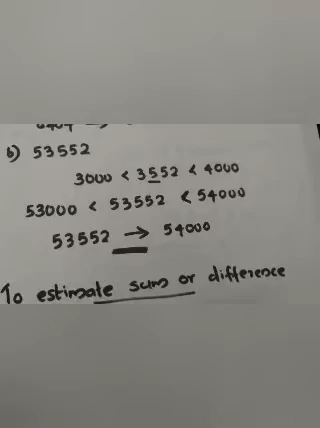 b) 53552
3000 < 3552 < 4000
53000 < 53552 < 54000
53552 → 54000
To estimate sum or difference